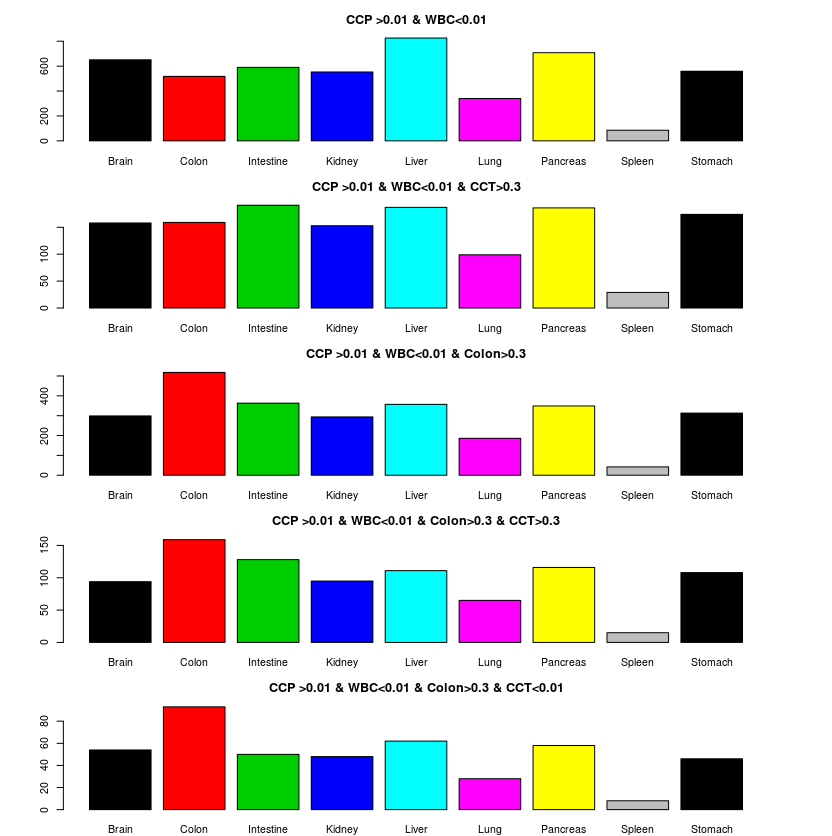 CCP >0.01 & WBC<0.01
600
200
0
Brain Colon Intestine Kidney Liver Lung Pancreas Spleen Stomach
CCP >0.01 & WBC<0.01 & CCT>0.3
100
50
0
Brain Colon Intestine Kidney Liver Lung Pancreas Spleen Stomach
CCP >0.01 & WBC<0.01 & Colon>0.3
400
200
0
Brain Colon Intestine Kidney Liver Lung Pancreas Spleen Stomach
CCP >0.01 & WBC<0.01 & Colon>0.3 & CCT>0.3
150
100
50
0
Brain Colon Intestine Kidney Liver Lung Pancreas Spleen Stomach
CCP >0.01 & WBC<0.01 & Colon>0.3 & CCT<0.01
80
60
40
20
0
Brain Colon Intestine Kidney Liver Lung Pancreas Spleen Stomach